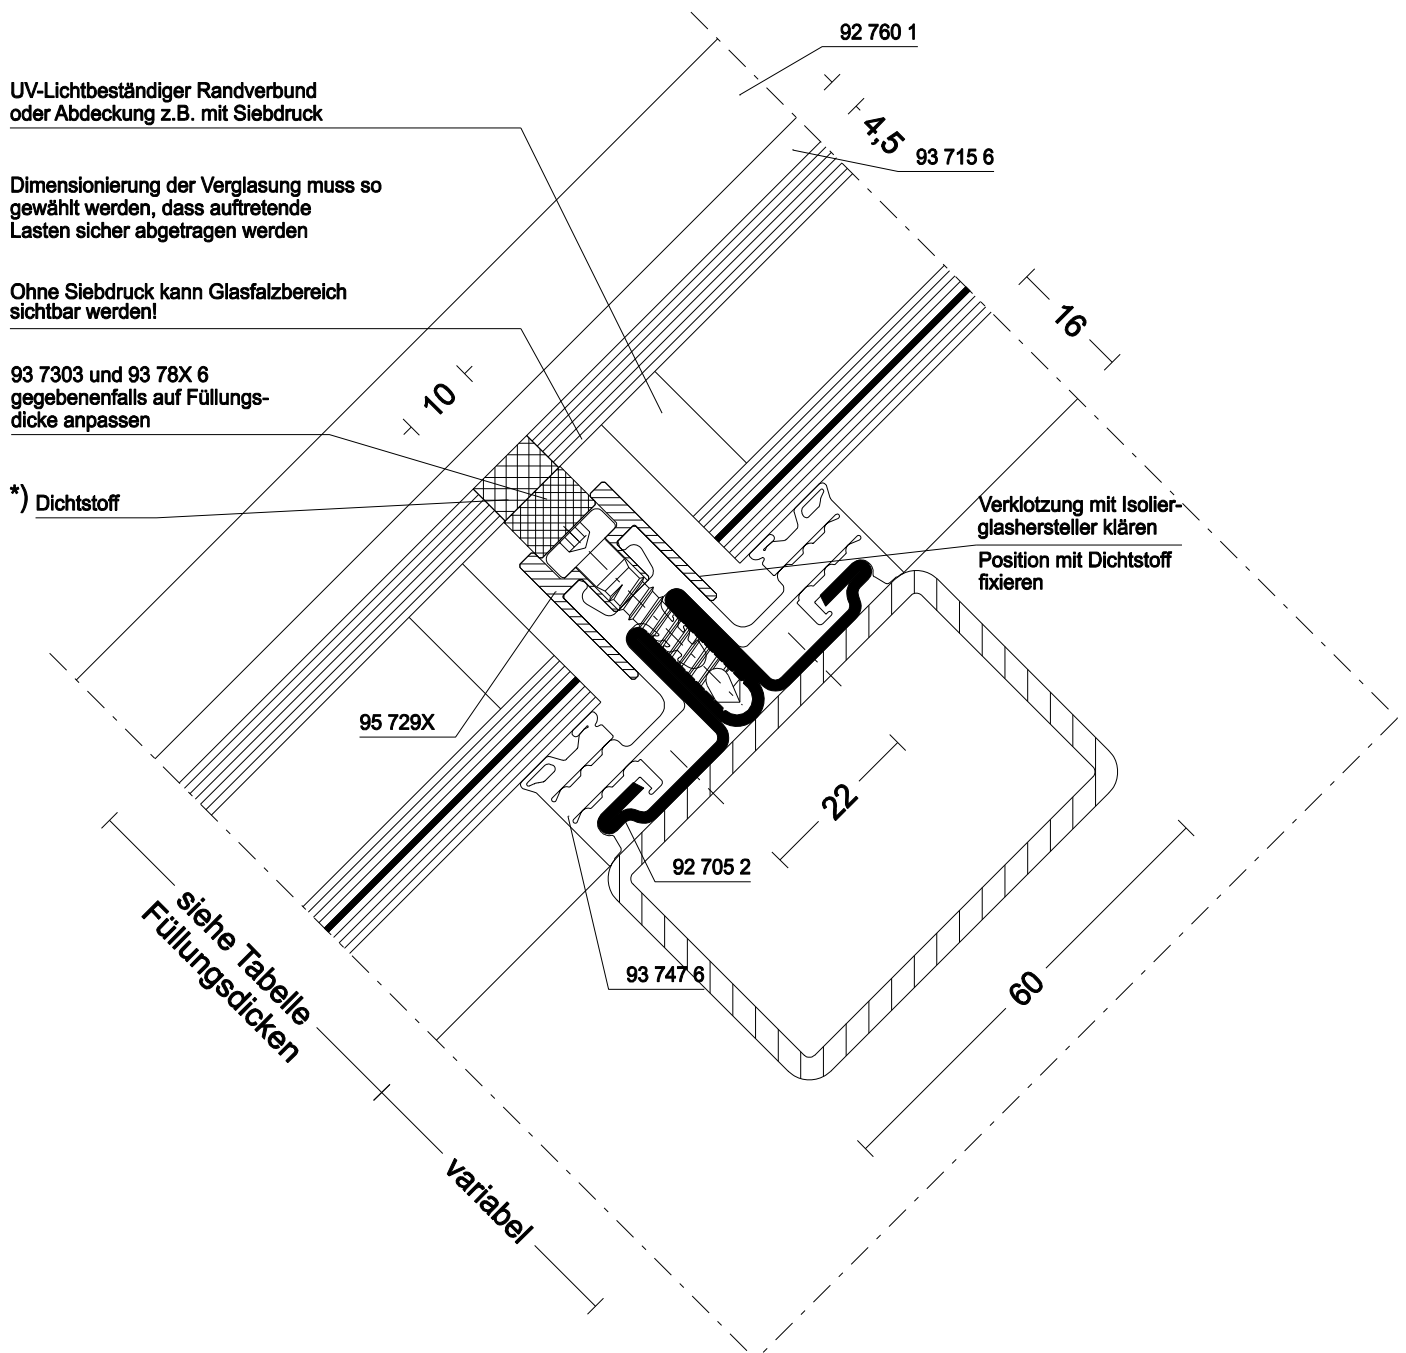 92 760 1
UV-Lichtbeständiger Randverbund
oder Abdeckung z.B. mit Siebdruck
4,5
93 715 6
Dimensionierung der Verglasung muss so
gewählt werden, dass auftretende
Lasten sicher abgetragen werden
Ohne Siebdruck kann Glasfalzbereich
sichtbar werden!
16
93 7303 und 93 78X 6
gegebenenfalls auf Füllungs-
dicke anpassen
10
*) Dichtstoff
Verklotzung mit Isolier-
glashersteller klären
Position mit Dichtstoff
fixieren
95 729X
22
92 705 2
93 747 6
60
siehe Tabelle
Füllungsdicken
variabel